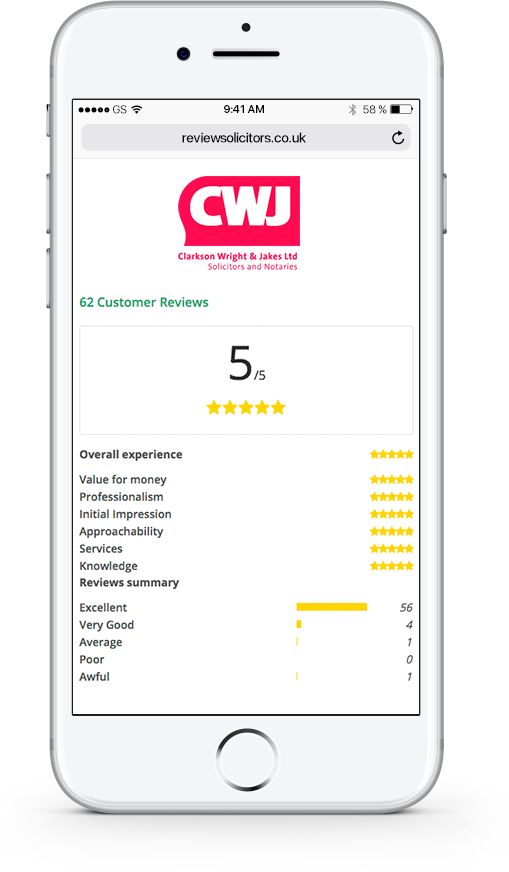 GS 9:41 AM 58 %
reviewsolicitors.co.uk
CWJ
Clarkson Wright & Jakes Ltd
Solicitors and Notaries
62 Customer Reviews
5/5
Overall experience
Value for money
Professionalism
Initial Impression
Approachability
Services
Knowledge
Reviews summary
Excellent 56
Very Good 4
Average 1
Poor 0
Awful 1